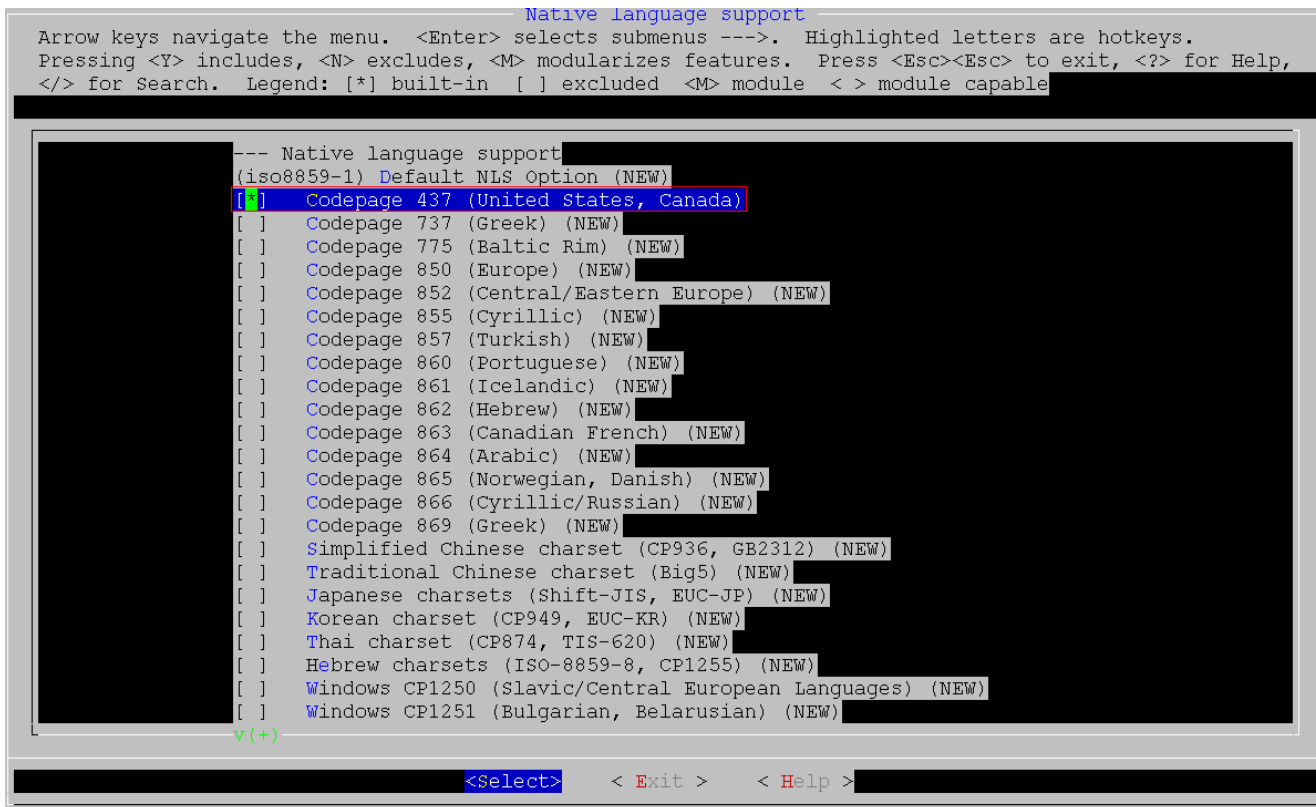 Native language support
Arrow keys navigate the menu.  <Enter> selects submenus --->.  Highlighted letters are hotkeys.
Pressing <Y> includes, <N> excludes, <M> modularizes features.  Press <Esc><Esc> to exit, <?> for Help,
</> for Search.  Legend: [*] built-in  [ ] excluded  <M> module  < > module capable
--- Native language support
(iso8859-1) Default NLS Option (NEW)
[*]   Codepage 437 (United States, Canada)
[ ]   Codepage 737 (Greek) (NEW)
[ ]   Codepage 775 (Baltic Rim) (NEW)
[ ]   Codepage 850 (Europe) (NEW)
[ ]   Codepage 852 (Central/Eastern Europe) (NEW)
[ ]   Codepage 855 (Cyrillic) (NEW)
[ ]   Codepage 857 (Turkish) (NEW)
[ ]   Codepage 860 (Portuguese) (NEW)
[ ]   Codepage 861 (Icelandic) (NEW)
[ ]   Codepage 862 (Hebrew) (NEW)
[ ]   Codepage 863 (Canadian French) (NEW)
[ ]   Codepage 864 (Arabic) (NEW)
[ ]   Codepage 865 (Norwegian, Danish) (NEW)
[ ]   Codepage 866 (Cyrillic/Russian) (NEW)
[ ]   Codepage 869 (Greek) (NEW)
[ ]   Simplified Chinese charset (CP936, GB2312) (NEW)
[ ]   Traditional Chinese charset (Big5) (NEW)
[ ]   Japanese charsets (Shift-JIS, EUC-JP) (NEW)
[ ]   Korean charset (CP949, EUC-KR) (NEW)
[ ]   Thai charset (CP874, TIS-620) (NEW)
[ ]   Hebrew charsets (ISO-8859-8, CP1255) (NEW)
[ ]   Windows CP1250 (Slavic/Central European Languages) (NEW)
[ ]   Windows CP1251 (Bulgarian, Belarusian) (NEW)
v(+)
<Select>    < Exit >    < Help >